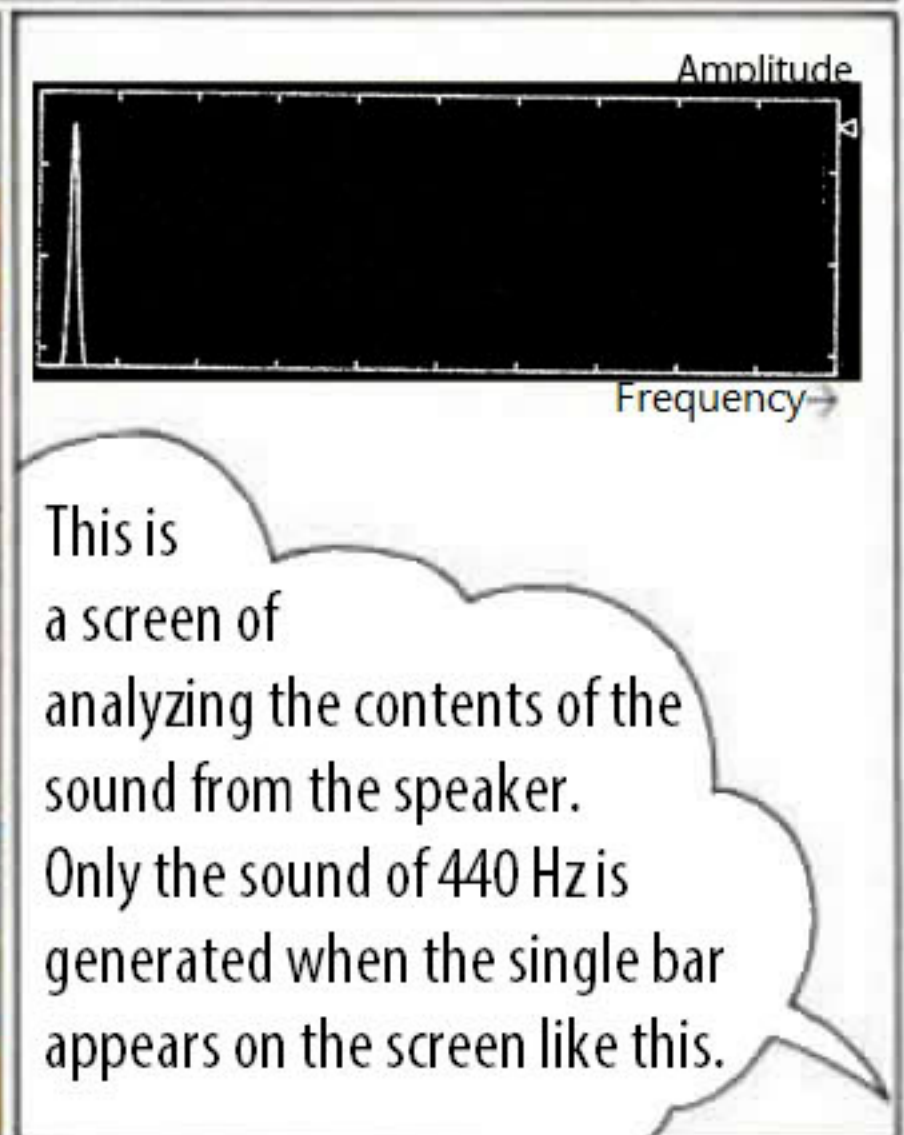 Amplitude
Frequency→
This is
a screen of
analyzing the contents of the
sound from the speaker.
Only the sound of 440 Hz is
generated when the single bar
appears on the screen like this.